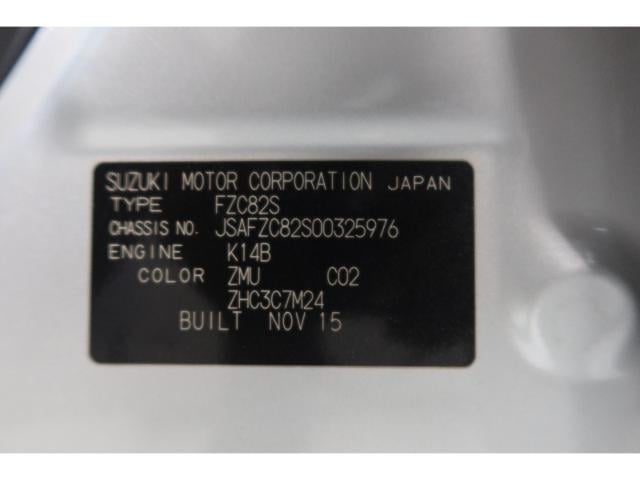 SUZUKI MOTOR CORPORATION JAPAN
TYPE FZC82S
CHASSIS NO. JSAFZC82S00325976
ENGINE K14B
COLOR ZMU C02
ZHC3C7M24
BUILT NOV 15